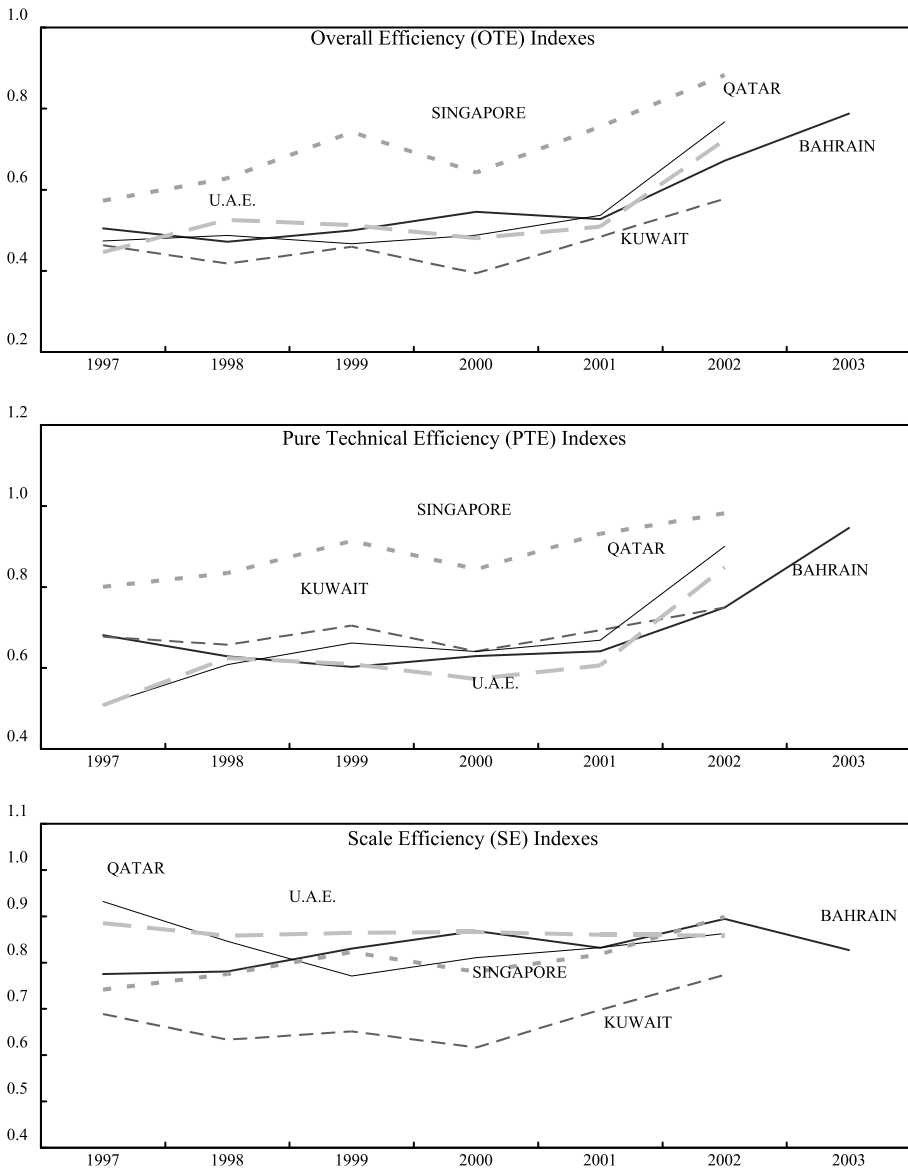 1.0
Overall Efficiency (OTE) Indexes
QATAR
0.8
SINGAPORE
BAHRAIN
0.6
U.A.E.
KUWAIT
0.4
0.2
1997 1998 1999 2000 2001 2002 2003
1.2
Pure Technical Efficiency (PTE) Indexes
1.0
SINGAPORE
QATAR
0.8
BAHRAIN
KUWAIT
0.6
U.A.E.
0.4
1997 1998 1999 2000 2001 2002 2003
1.1
Scale Efficiency (SE) Indexes
1.0
QATAR
U.A.E.
0.9
BAHRAIN
0.8
SINGAPORE
0.7
KUWAIT
0.6
0.5
0.4
1997 1998 1999 2000 2001 2002 2003